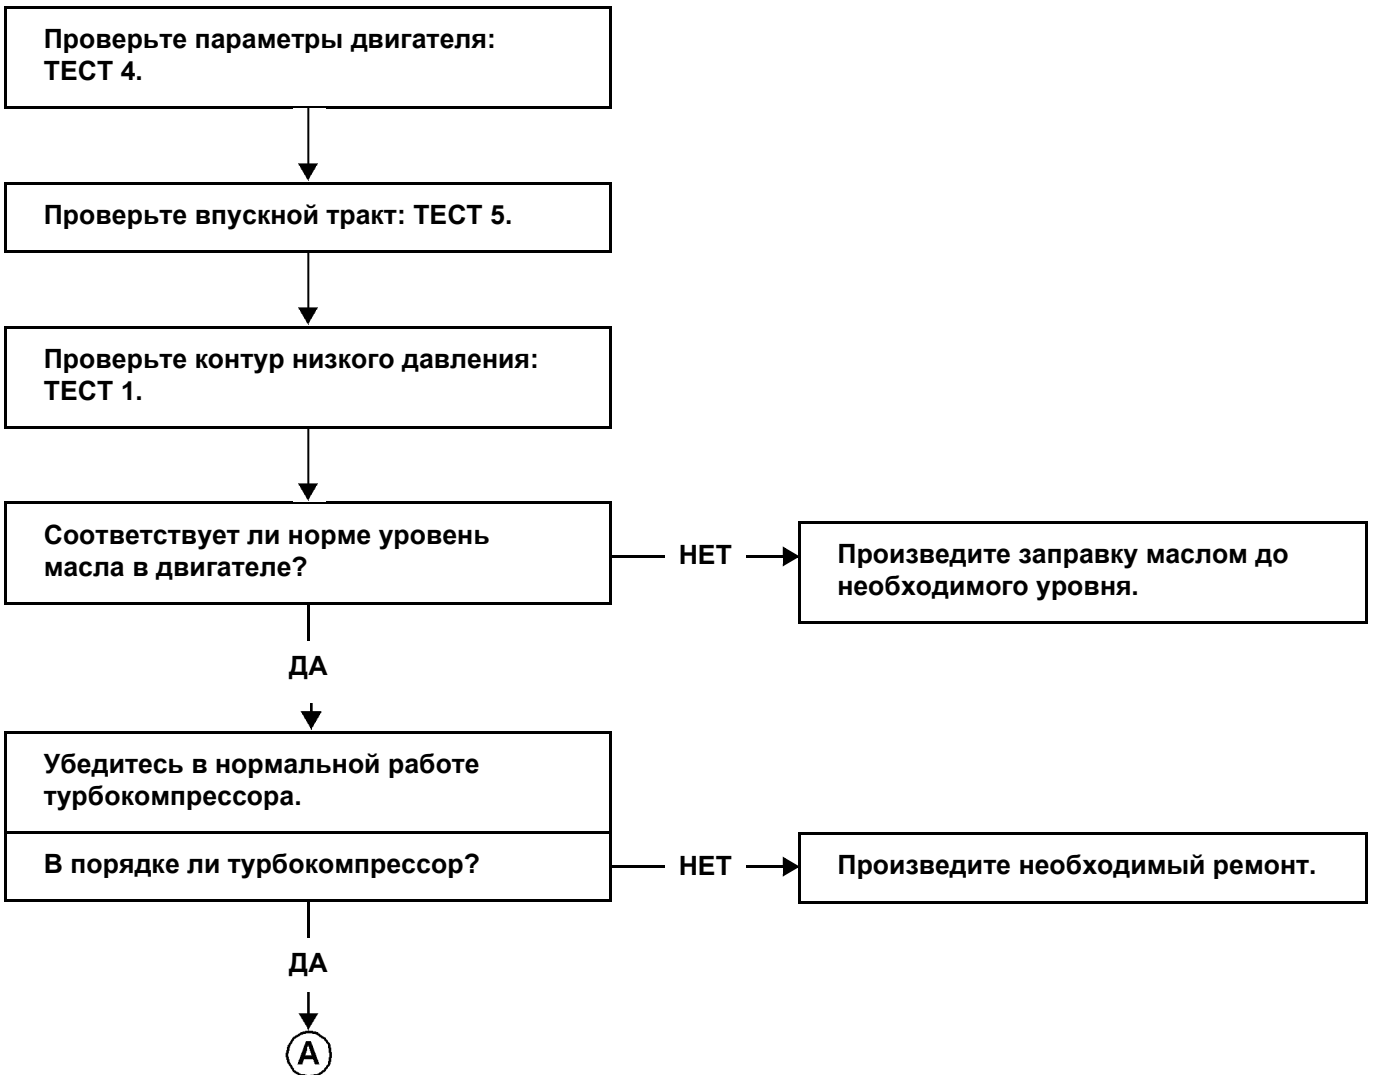 Проверьте параметры двигателя:
ТЕСТ 4.
Проверьте впускной тракт: ТЕСТ 5.
Проверьте контур низкого давления:
ТЕСТ 1.
Соответствует ли норме уровень
масла в двигателе?
НЕТ
Произведите заправку маслом до
необходимого уровня.
ДА
Убедитесь в нормальной работе
турбокомпрессора.
В порядке ли турбокомпрессор?
НЕТ
Произведите необходимый ремонт.
ДА
А